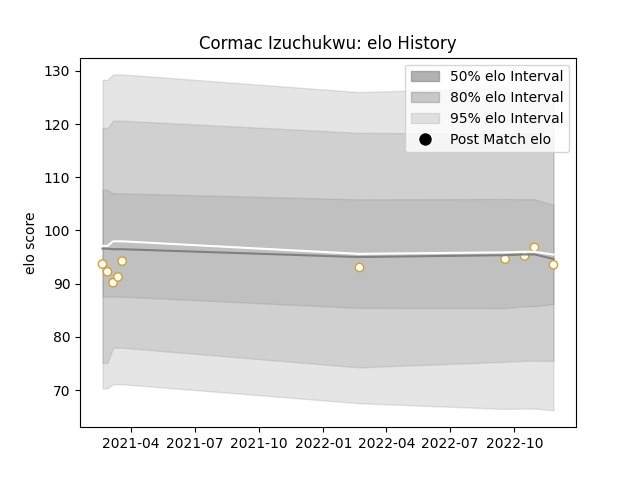 Cormac Izuchukwu: elo History
50% elo Interval
80% elo Interval
95% elo Interval
Post Match elo
elo score
130
120
110
100
90
80
70
2021-04 2021-07 2021-10 2022-01 2022-04 2022-07 2022-10